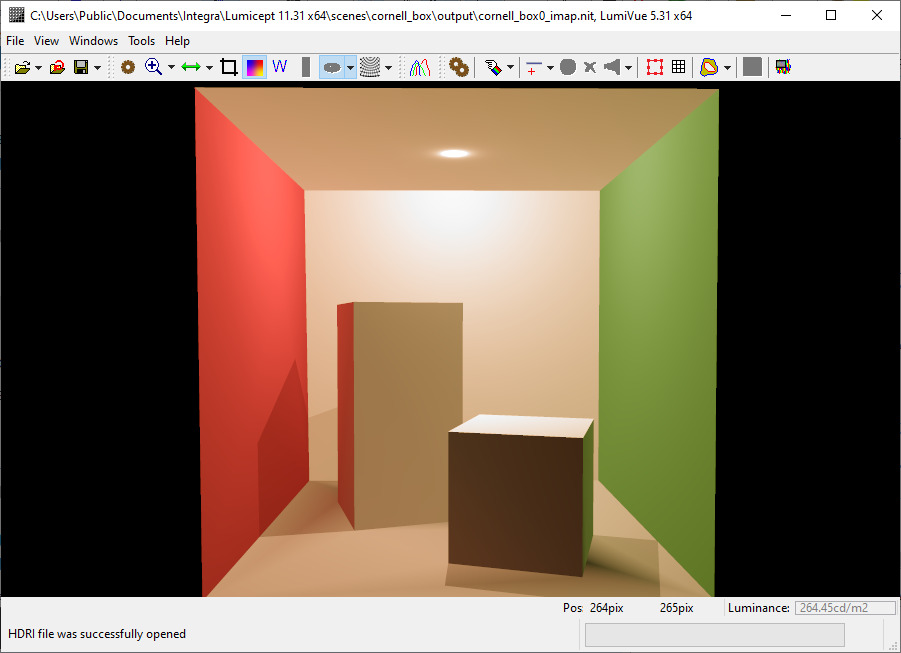 C:\Users\Public\Documents\Integra\Lumicept 11.31 x64\scenes\cornell_box\output\cornell_box0_imap.nit, LumiVue 5.31 x64
File View Windows Tools Help
W
Pos: 264pix 265pix Luminance: 264.45cd/m2
HDRI file was successfully opened